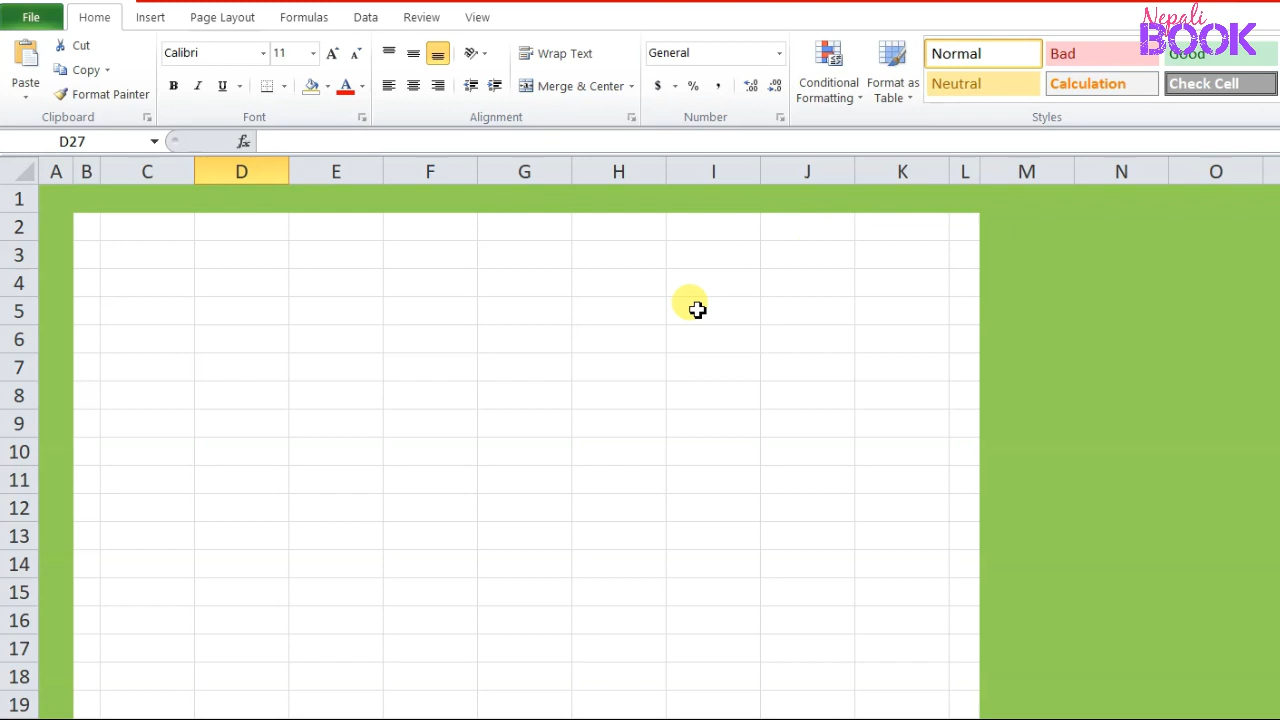 File Home Insert Page Layout Formulas Data Review View
Nepali
BOOK
Paste
Cut
Copy
Format Painter
Clipboard
Calibri 11
B I U A
Font
Wrap Text
Merge & Center
Alignment
General
$ % ,
Number
Conditional Formatting
Format as Table
Normal Bad Good
Neutral Calculation Check Cell
Styles
D27 fx
A B C D E F G H I J K L M N O
1
2
3
4
5
6
7
8
9
10
11
12
13
14
15
16
17
18
19